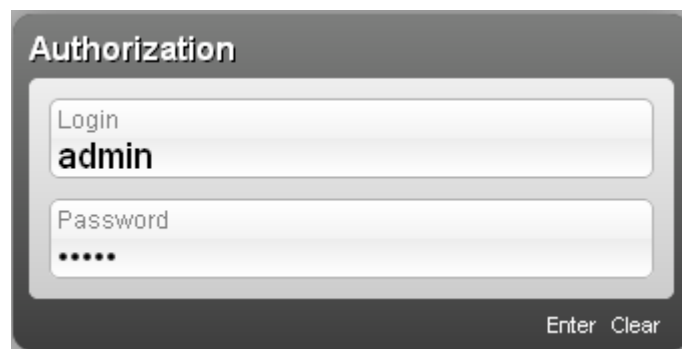 Authorization
Login
admin
Password
•••••
Enter Clear